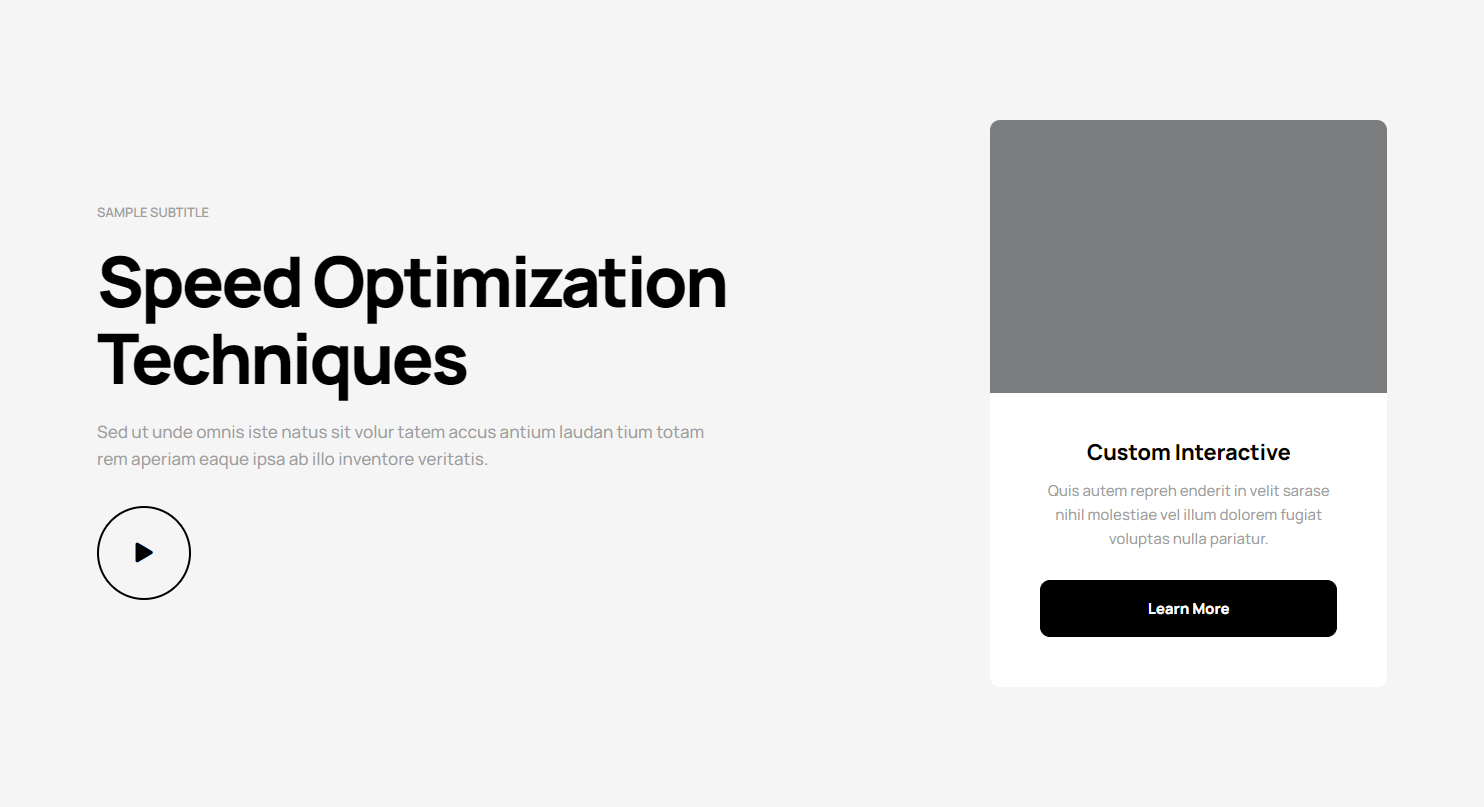 SAMPLE SUBTITLE
Speed Optimization
Techniques
Sed ut unde omnis iste natus sit volur tatem accus antium laudan tium totam
rem aperiam eaque ipsa ab illo inventore veritatis.
Custom Interactive
Quis autem repreh enderit in velit sarase
nihil molestiae vel illum dolorem fugiat
voluptas nulla pariatur.
Learn More